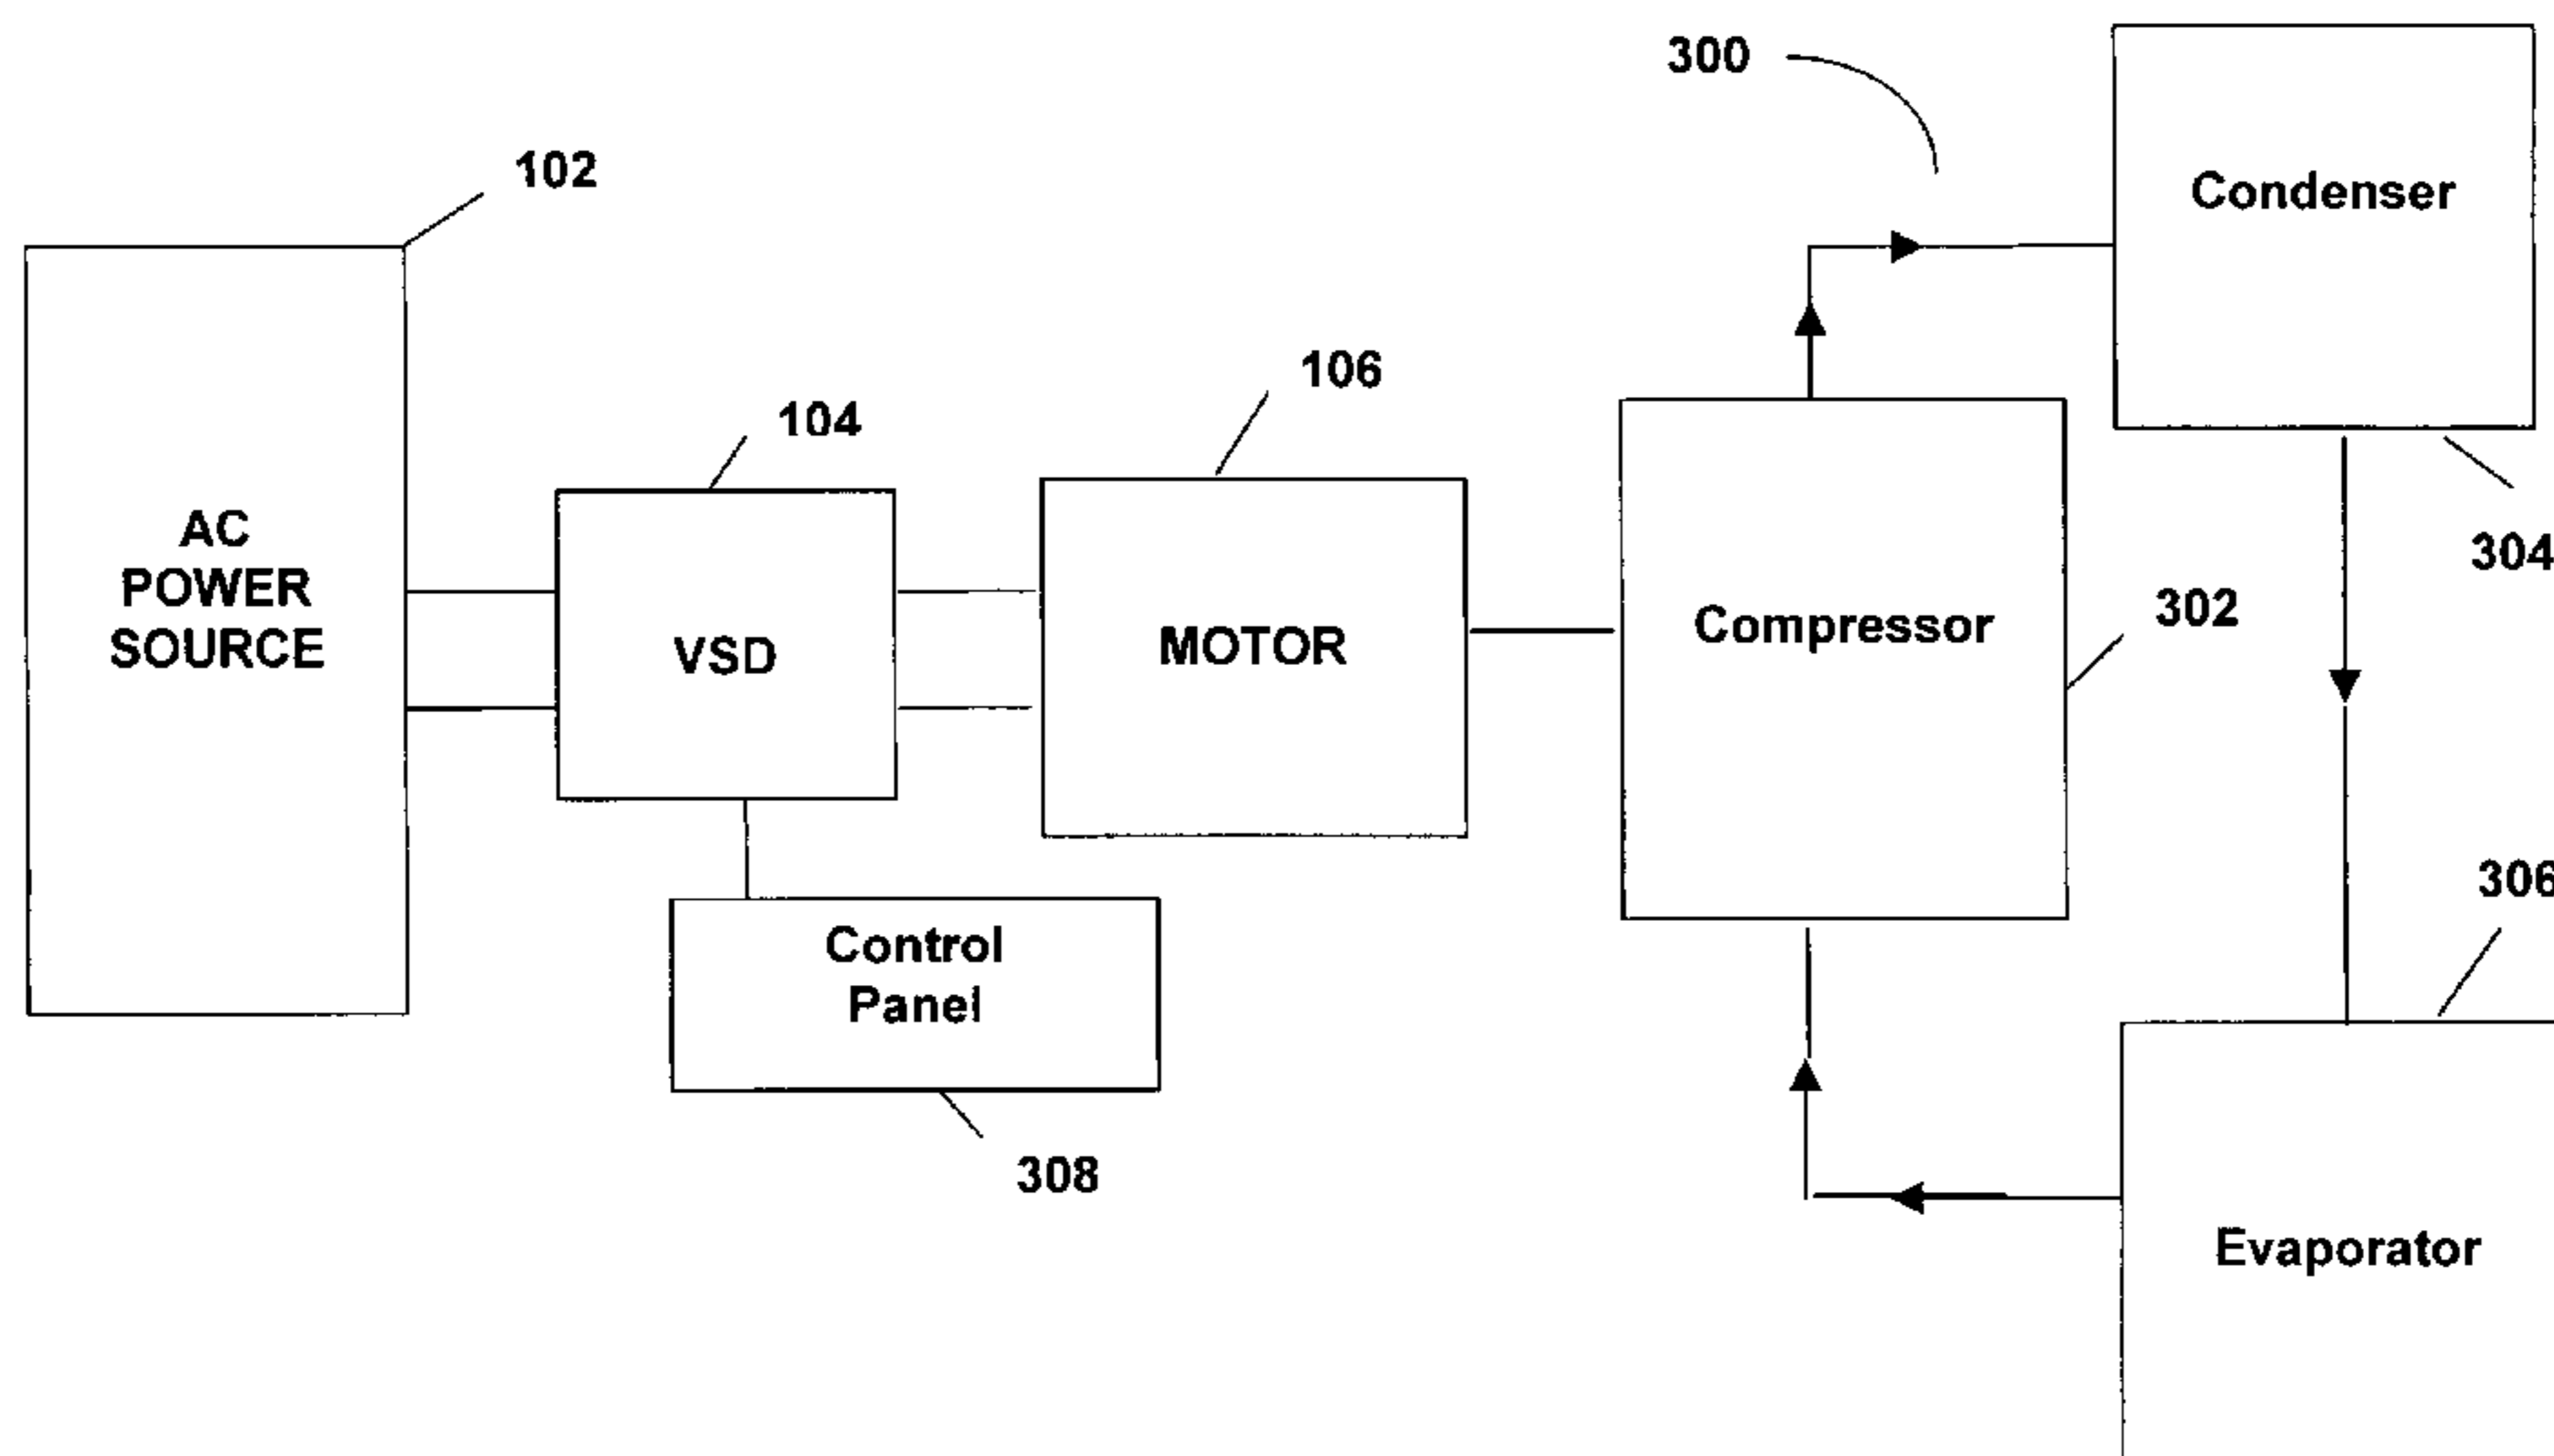 300
Condenser
102
106
104
AC
POWER
SOURCE
304
302
Compressor
MOTOR
VSD
306
Control
Panel
308
Evaporator